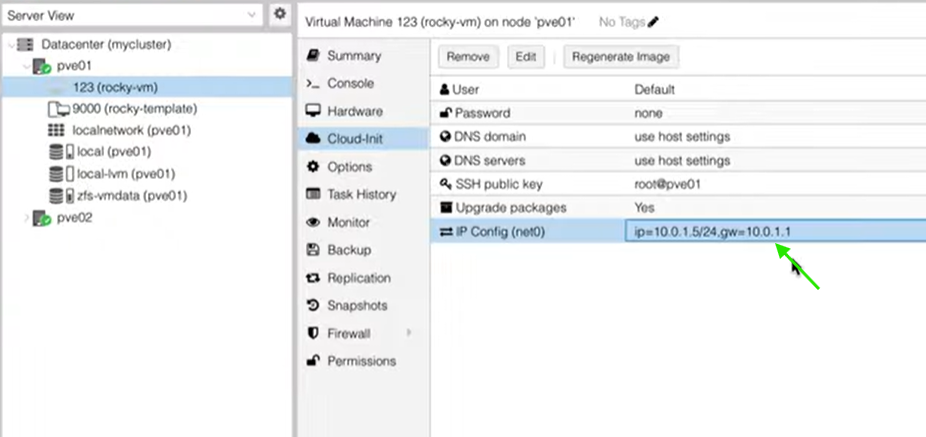 Server View
Datacenter (mycluster)
pve01
123 (rocky-vm)
9000 (rocky-template)
localnetwork (pve01)
local (pve01)
local-lvm (pve01)
zfs-vmdata (pve01)
pve02
Virtual Machine 123 (rocky-vm) on node 'pve01' No Tags
Summary
Console
Hardware
Cloud-Init
Options
Task History
Monitor
Backup
Replication
Snapshots
Firewall
Permissions
Remove Edit Regenerate Image
User Default
Password none
DNS domain use host settings
DNS servers use host settings
SSH public key root@pve01
Upgrade packages Yes
IP Config (net0) ip=10.0.1.5/24,gw=10.0.1.1